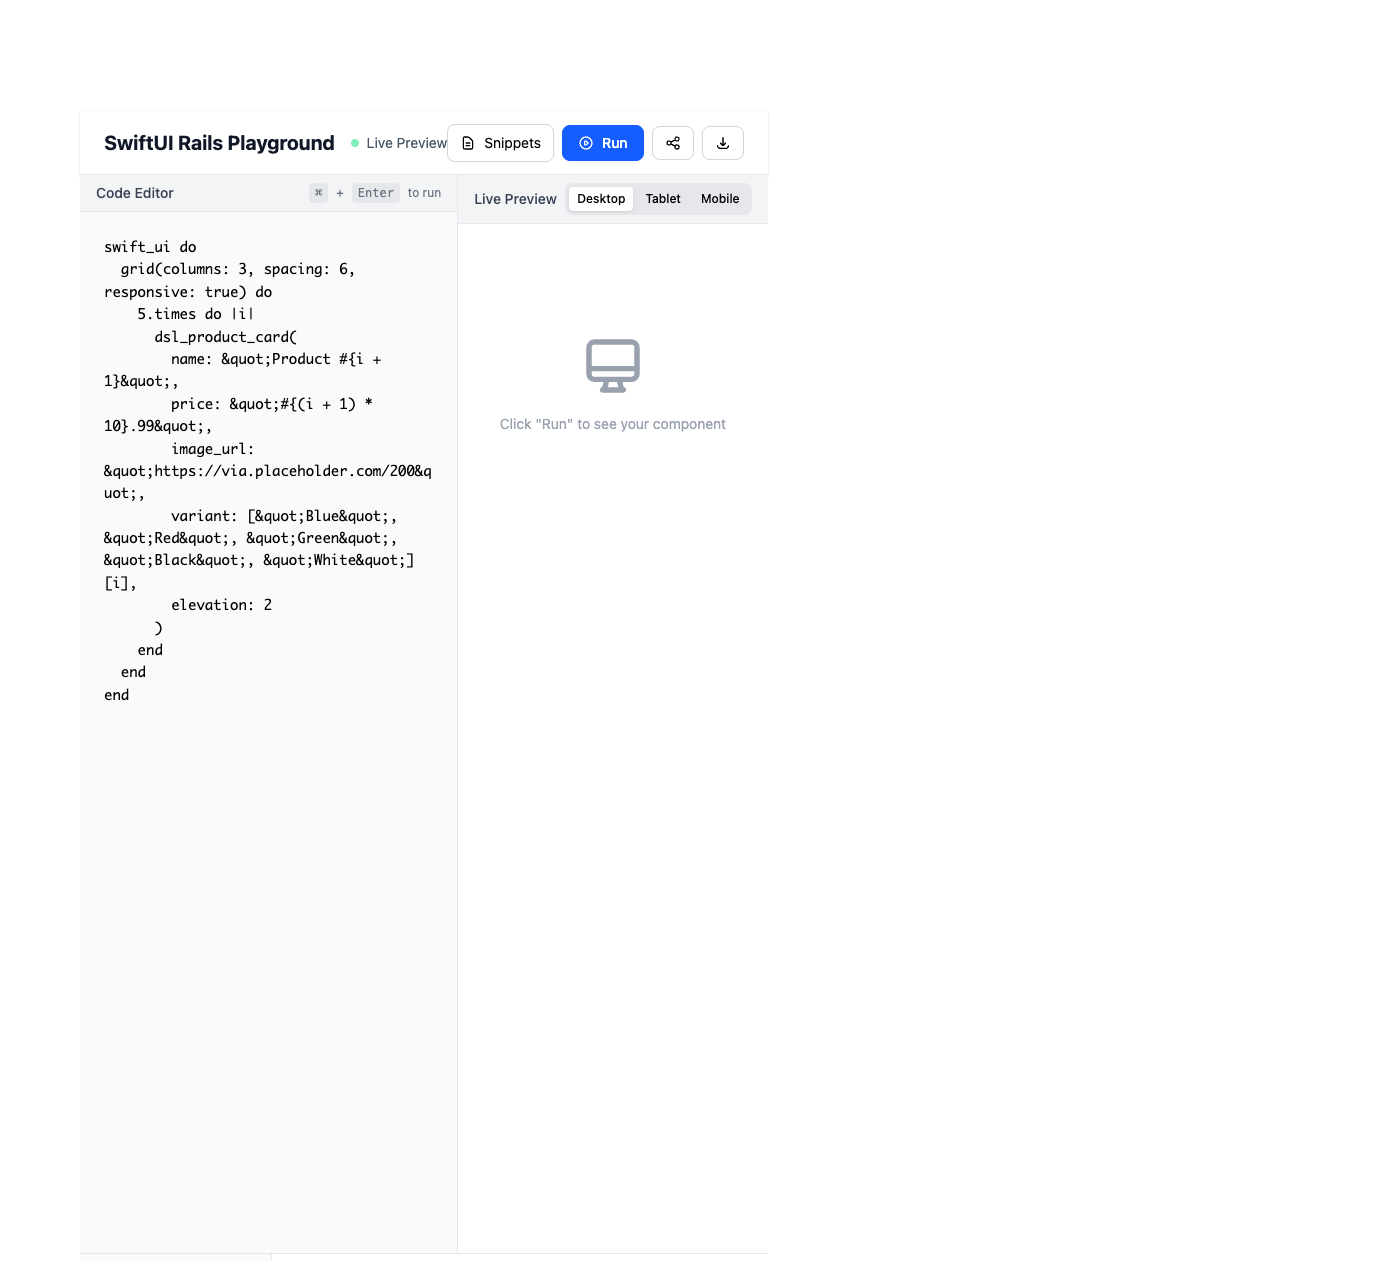 SwiftUI Rails Playground
Live Preview
Snippets
Run
Code Editor
⌘ + Enter to run
swift_ui do
  grid(columns: 3, spacing: 6,
responsive: true) do
    5.times do |i|
      dsl_product_card(
        name: &quot;Product #{i +
1}&quot;,
        price: &quot;#{(i + 1) *
10}.99&quot;,
        image_url:
&quot;https://via.placeholder.com/200&q
uot;,
        variant: [&quot;Blue&quot;,
&quot;Red&quot;, &quot;Green&quot;,
&quot;Black&quot;, &quot;White&quot;]
[i],
        elevation: 2
      )
    end
  end
end
Live Preview
Desktop
Tablet
Mobile
Click "Run" to see your component